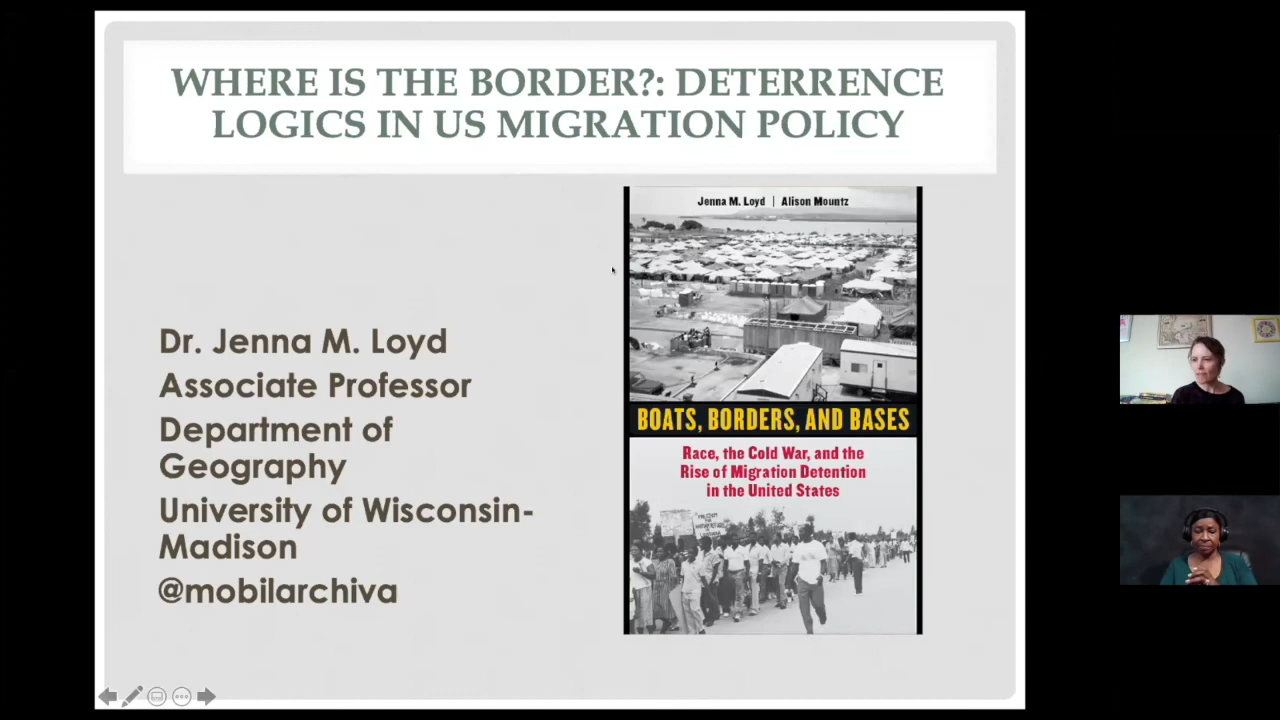 WHERE IS THE BORDER?: DETERRENCE
LOGICS IN US MIGRATION POLICY
Dr. Jenna M. Loyd
Associate Professor
Department of
Geography
University of Wisconsin-
Madison
@mobilarchiva
Jenna M. Loyd | Alison Mountz
BOATS, BORDERS, AND BASES
Race, the Cold War, and the
Rise of Migration Detention
in the United States